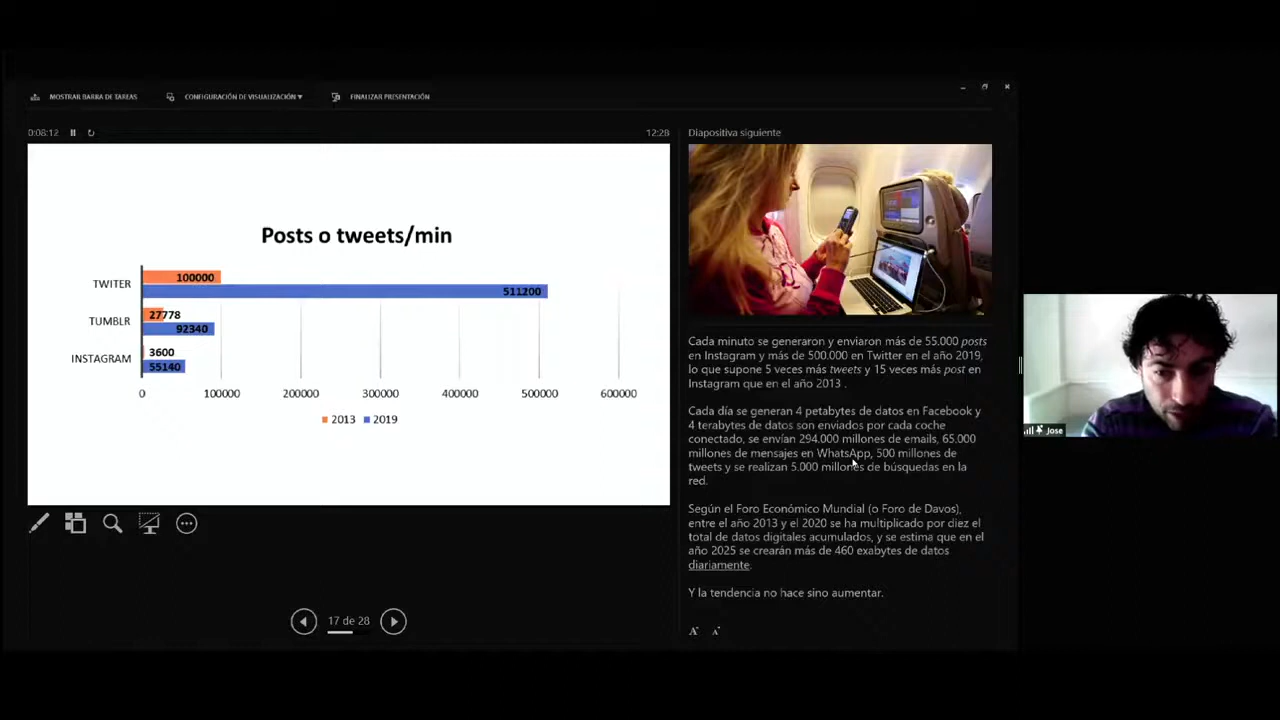 MOSTRAR BARRA DE TAREAS
CONFIGURACIÓN DE VISUALIZACIÓN ▾
FINALIZAR PRESENTACIÓN
0:08:12
12:28
Posts o tweets/min
TWITER
100000
511200
TUMBLR
27778
92340
INSTAGRAM
3600
55140
0 100000 200000 300000 400000 500000 600000
2013 2019
17 de 28
Diapositiva siguiente
Cada minuto se generaron y enviaron más de 55.000 posts
en Instagram y más de 500.000 en Twitter en el año 2019,
lo que supone 5 veces más tweets y 15 veces más post en
Instagram que en el año 2013 .
Cada día se generan 4 petabytes de datos en Facebook y
4 terabytes de datos son enviados por cada coche
conectado, se envían 294.000 millones de emails, 65.000
millones de mensajes en WhatsApp, 500 millones de
tweets y se realizan 5.000 millones de búsquedas en la
red.
Según el Foro Económico Mundial (o Foro de Davos),
entre el año 2013 y el 2020 se ha multiplicado por diez el
total de datos digitales acumulados, y se estima que en el
año 2025 se crearán más de 460 exabytes de datos
diariamente.
Y la tendencia no hace sino aumentar.
A A
Jose